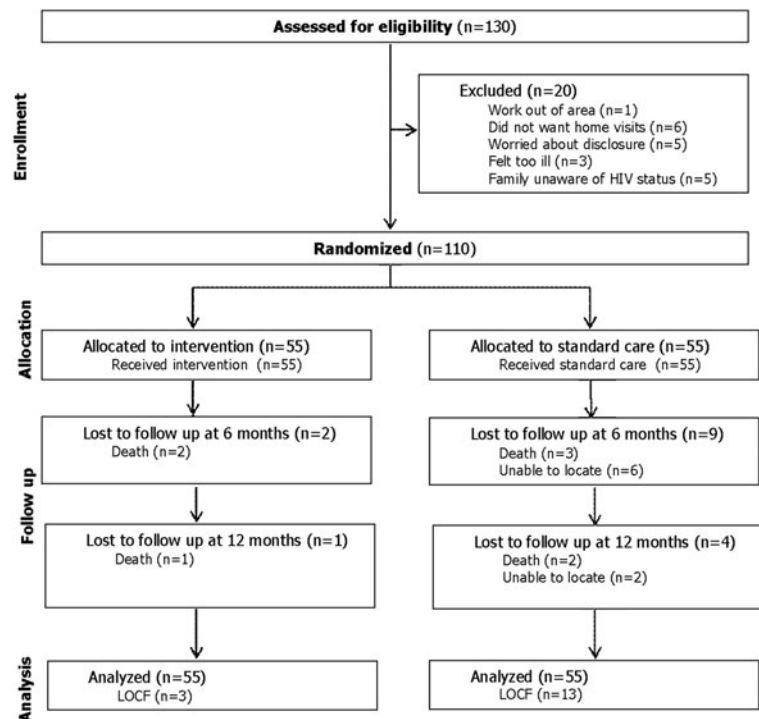 Assessed for eligibility (n=130)
Enrollment
Excluded (n=20)
Work out of area (n=1)
Did not want home visits (n=6)
Worried about disclosure (n=5)
Felt too ill (n=3)
Family unaware of HIV status (n=5)
Randomized (n=110)
Allocation
Allocated to intervention (n=55)
Received intervention (n=55)
Allocated to standard care (n=55)
Received standard care (n=55)
Follow up
Lost to follow up at 6 months (n=2)
Death (n=2)
Lost to follow up at 6 months (n=9)
Death (n=3)
Unable to locate (n=6)
Lost to follow up at 12 months (n=1)
Death (n=1)
Lost to follow up at 12 months (n=4)
Death (n=2)
Unable to locate (n=2)
Analysis
Analyzed (n=55)
LOCF (n=3)
Analyzed (n=55)
LOCF (n=13)